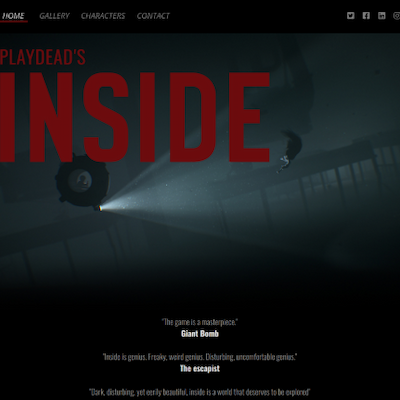 HOME GALLERY CHARACTERS CONTACT
PLAYDEAD'S
INSIDE
"The game is a masterpiece."
Giant Bomb
"Inside is genius. Freaky, weird genius. Disturbing, uncomfortable genius."
The escapist
"Dark, disturbing, yet eerily beautiful, inside is a world that deserves to be explored"